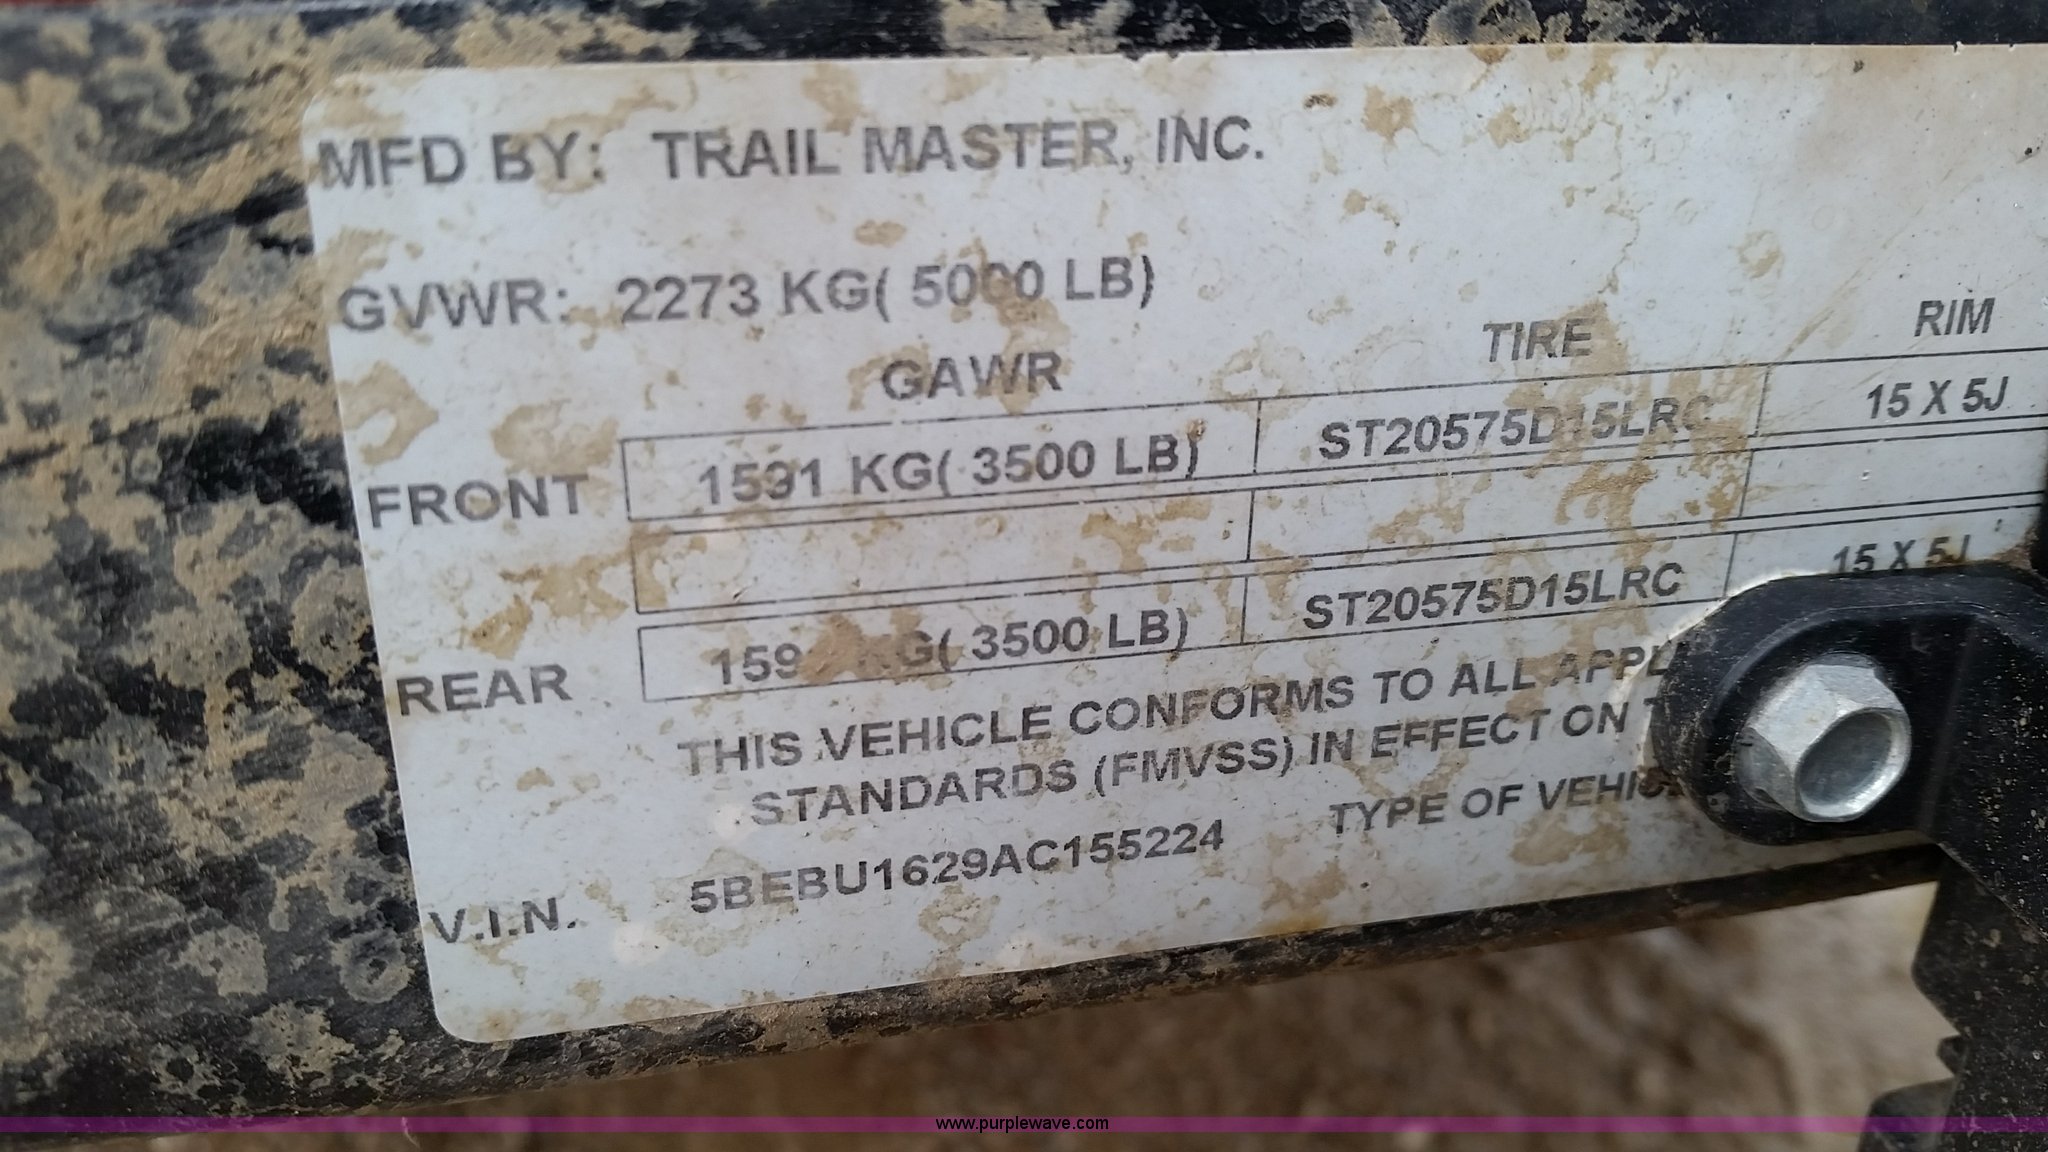 MFD BY: TRAIL MASTER, INC.
GVWR: 2273 KG( 5000 LB)
GAWR TIRE RIM
FRONT 1591 KG( 3500 LB) ST20575D15LRC 15 X 5J
REAR KG( 3500 LB) ST20575D15LRC 15 X 5J
THIS VEHICLE CONFORMS TO ALL
STANDARDS (FMVSS) IN EFFECT ON
V.I.N. 5BEBU1629AC155224 TYPE OF
www.purplewave.com